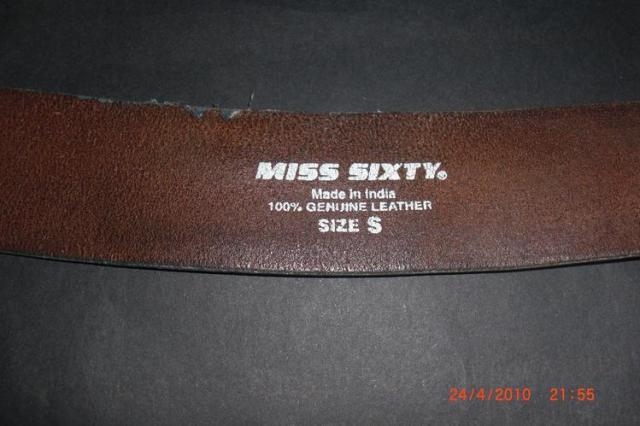 MISS SIXTY®
Made in India
100% GENUINE LEATHER
SIZE S
24/4/2010 21:55